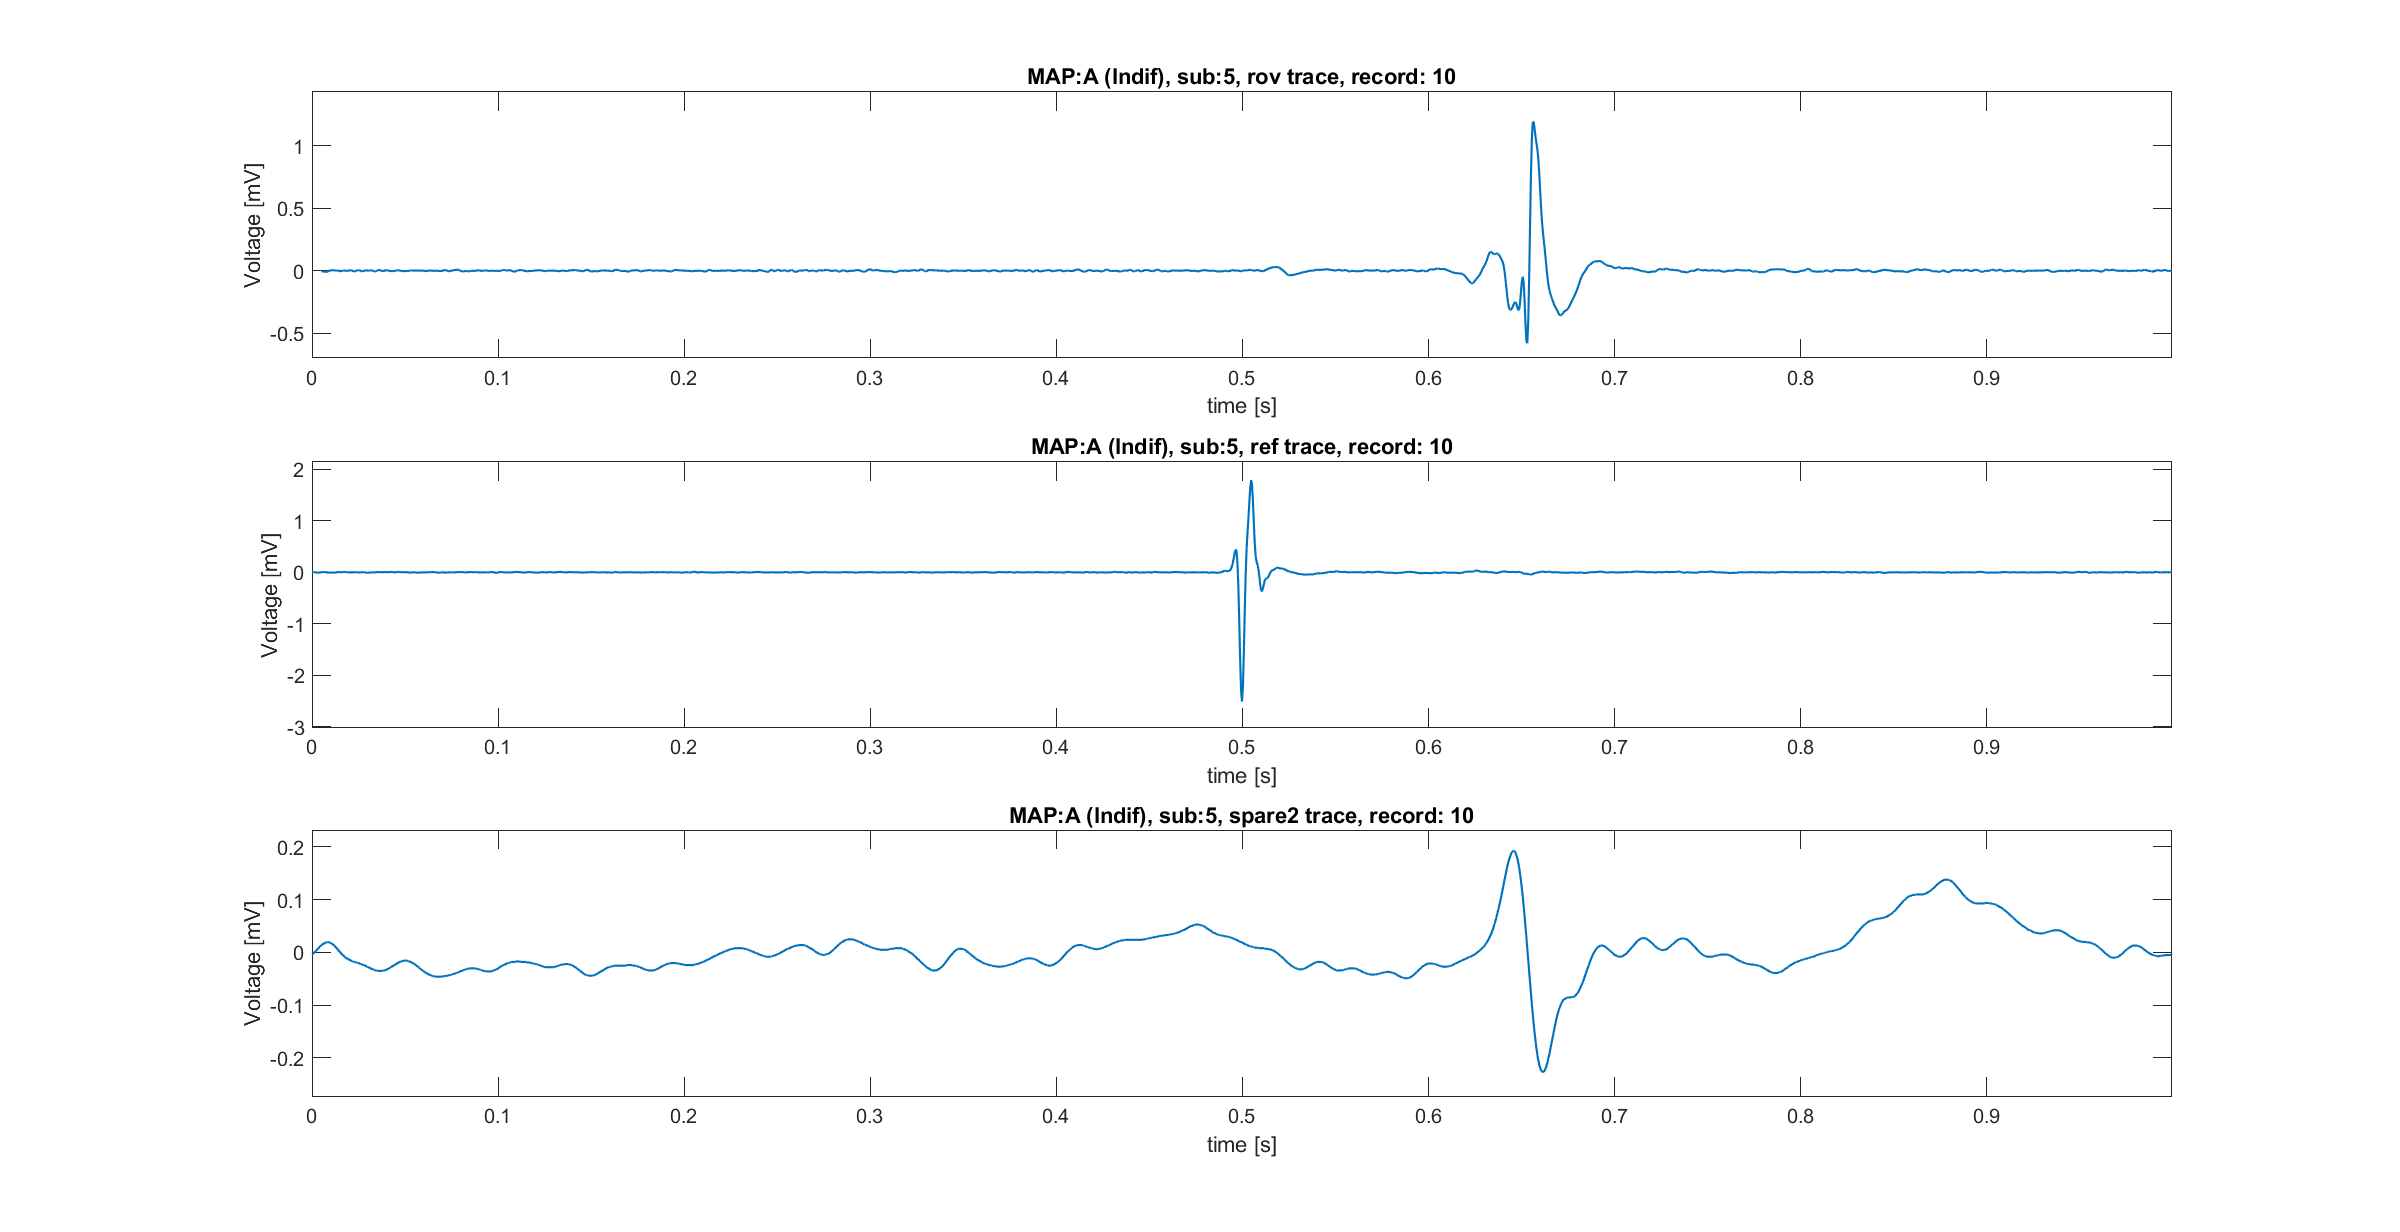 MAP:A (Indif), sub:5, rov trace, record: 10
Voltage [mV]
1
0.5
0
-0.5
0 0.1 0.2 0.3 0.4 0.5 0.6 0.7 0.8 0.9
time [s]
MAP:A (Indif), sub:5, ref trace, record: 10
Voltage [mV]
2
1
0
-1
-2
-3
0 0.1 0.2 0.3 0.4 0.5 0.6 0.7 0.8 0.9
time [s]
MAP:A (Indif), sub:5, spare2 trace, record: 10
Voltage [mV]
0.2
0.1
0
-0.1
-0.2
0 0.1 0.2 0.3 0.4 0.5 0.6 0.7 0.8 0.9
time [s]